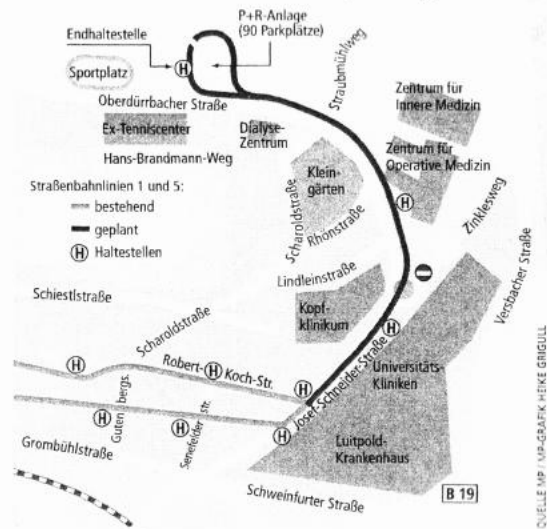 P+R-Anlage
(90 Parkplätze)
Endhaltestelle
H
Sportplatz
Straubmühlweg
Oberdürrbacher Straße
Ex-Tenniscenter
Hans-Brandmann-Weg
Dialyse-
Zentrum
Zentrum für
Innere Medizin
Zentrum für
Operative Medizin
H
Klein-
gärten
Scharoldstraße
Rhönstraße
Zinklesweg
Versbacher Straße
Straßenbahnlinien 1 und 5:
bestehend
geplant
H Haltestellen
Lindleinstraße
Kopf-
klinikum
H
Schiestlstraße
Scharoldstraße
H
Robert- H Koch-Str.
H
Josef-Schneider-Straße
Universitäts-
Kliniken
H
Gutenbergs.
H
Senefelder str.
H
Luitpold-
Krankenhaus
Grombühlstraße
Schweinfurter Straße
B 19
QUELLE MP / MP-GRAFIK HEIKE GRIGULL